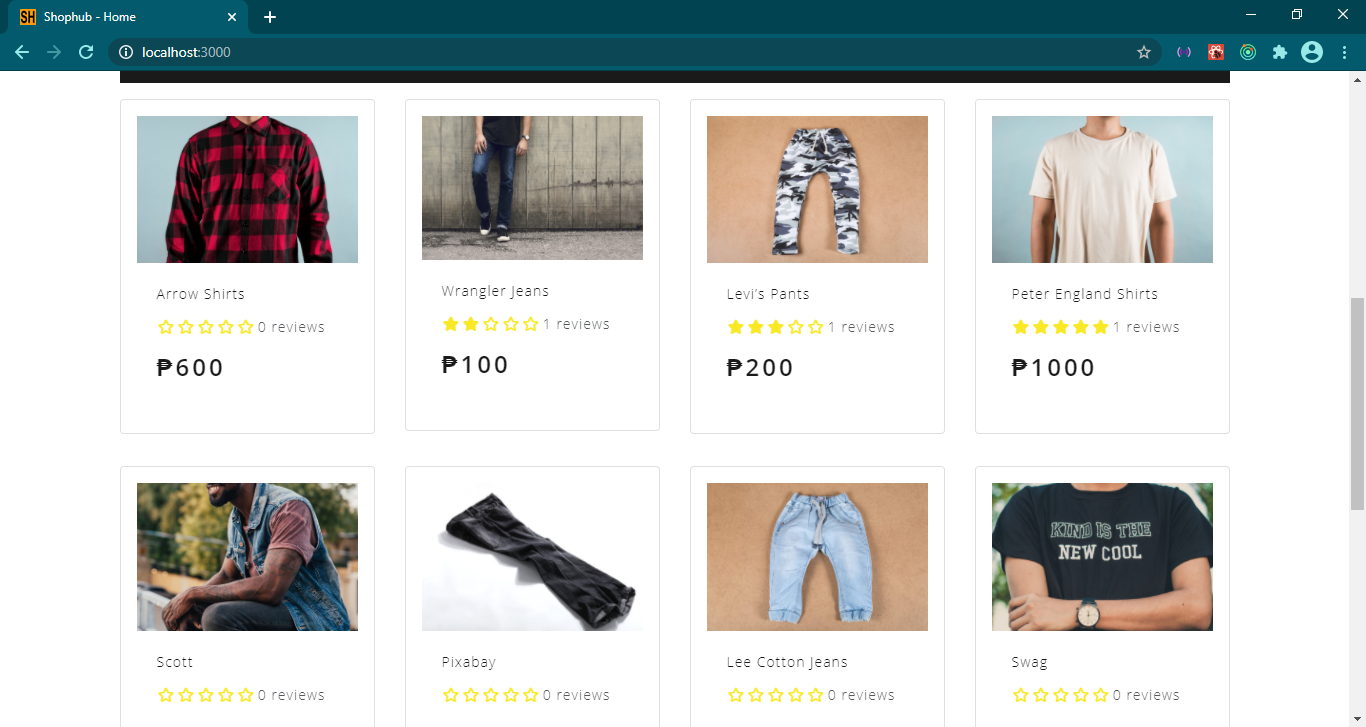 SH Shophub - Home
localhost:3000
Arrow Shirts
0 reviews
₱600
Wrangler Jeans
1 reviews
₱100
Levi's Pants
1 reviews
₱200
Peter England Shirts
1 reviews
₱1000
KIND IS THE
NEW COOL
Scott
0 reviews
Pixabay
0 reviews
Lee Cotton Jeans
0 reviews
Swag
0 reviews